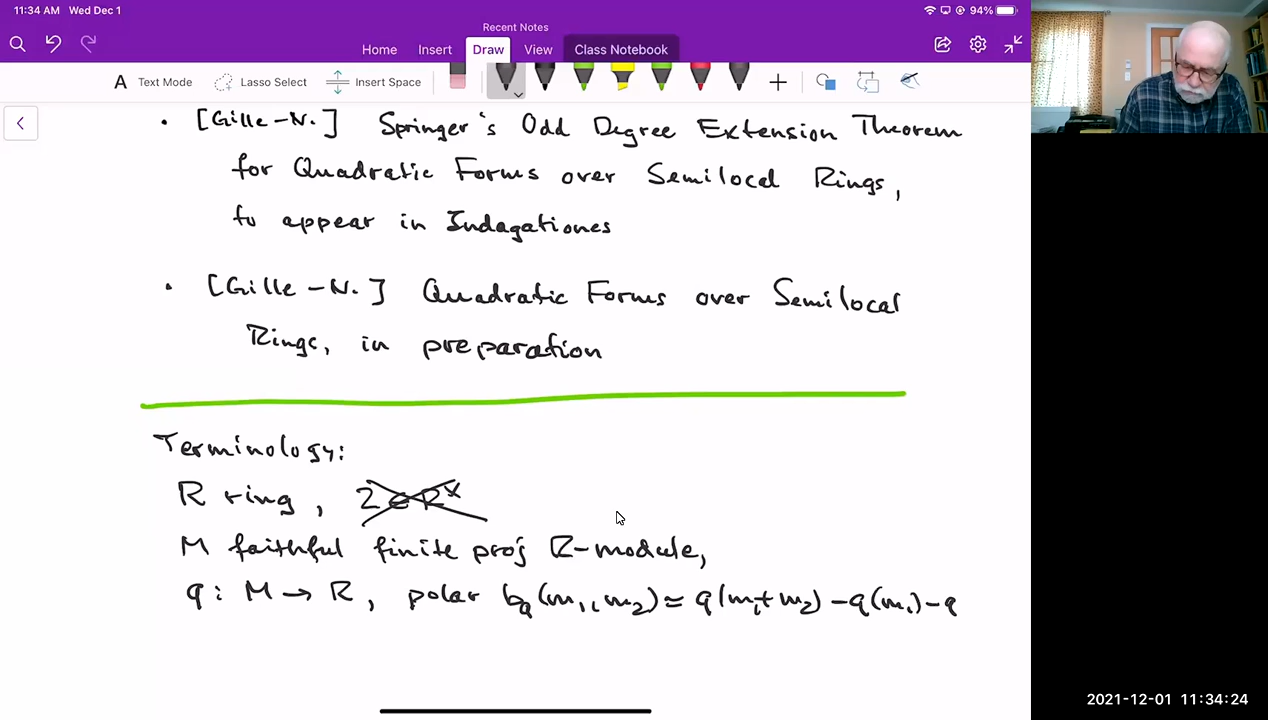 11:34 AM Wed Dec 1
Recent Notes
94%
Home Insert Draw View Class Notebook
A Text Mode Lasso Select Insert Space
• [Gille-N.] Springer's Odd Degree Extension Theorem
for Quadratic Forms over Semilocal Rings,
to appear in Indagationes
• [Gille-N.] Quadratic Forms over Semilocal
Rings, in preparation
Terminology:
R ring, 2 ∈ R^x
M faithful finite proj R-module,
q: M → R, polar b_q(m_1, m_2) = q(m_1 + m_2) - q(m_1) - q
2021-12-01 11:34:24